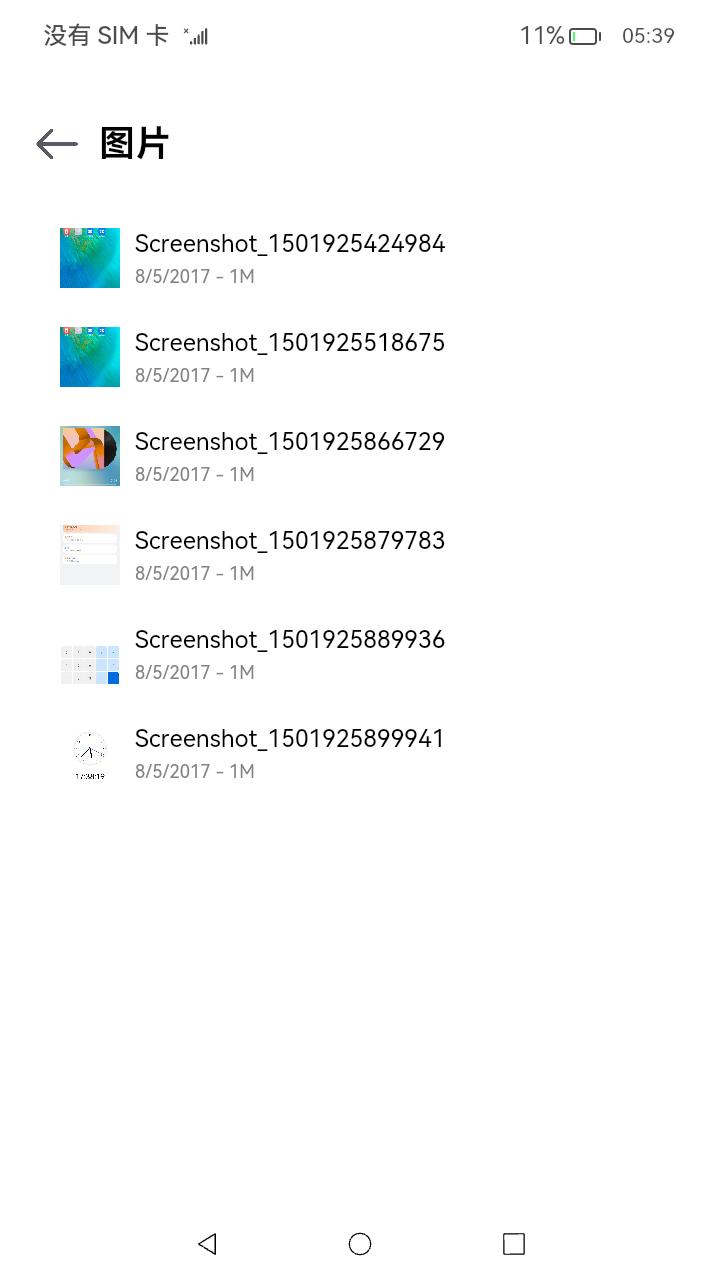 没有 SIM 卡
11%
05:39
图片
Screenshot_1501925424984
8/5/2017 - 1M
Screenshot_1501925518675
8/5/2017 - 1M
Screenshot_1501925866729
8/5/2017 - 1M
Screenshot_1501925879783
8/5/2017 - 1M
Screenshot_1501925889936
8/5/2017 - 1M
Screenshot_1501925899941
8/5/2017 - 1M